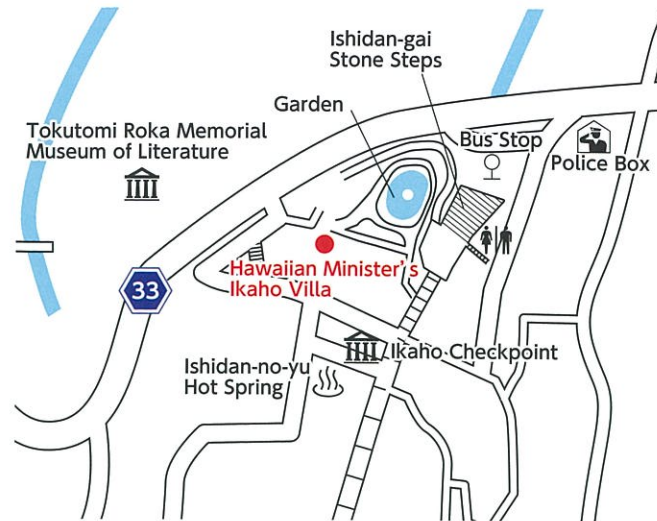 Ishidan-gai
Stone Steps
Garden
Tokutomi Roka Memorial
Museum of Literature
Bus Stop
Police Box
Hawaiian Minister's
Ikaho Villa
33
Ikaho Checkpoint
Ishidan-no-yu
Hot Spring